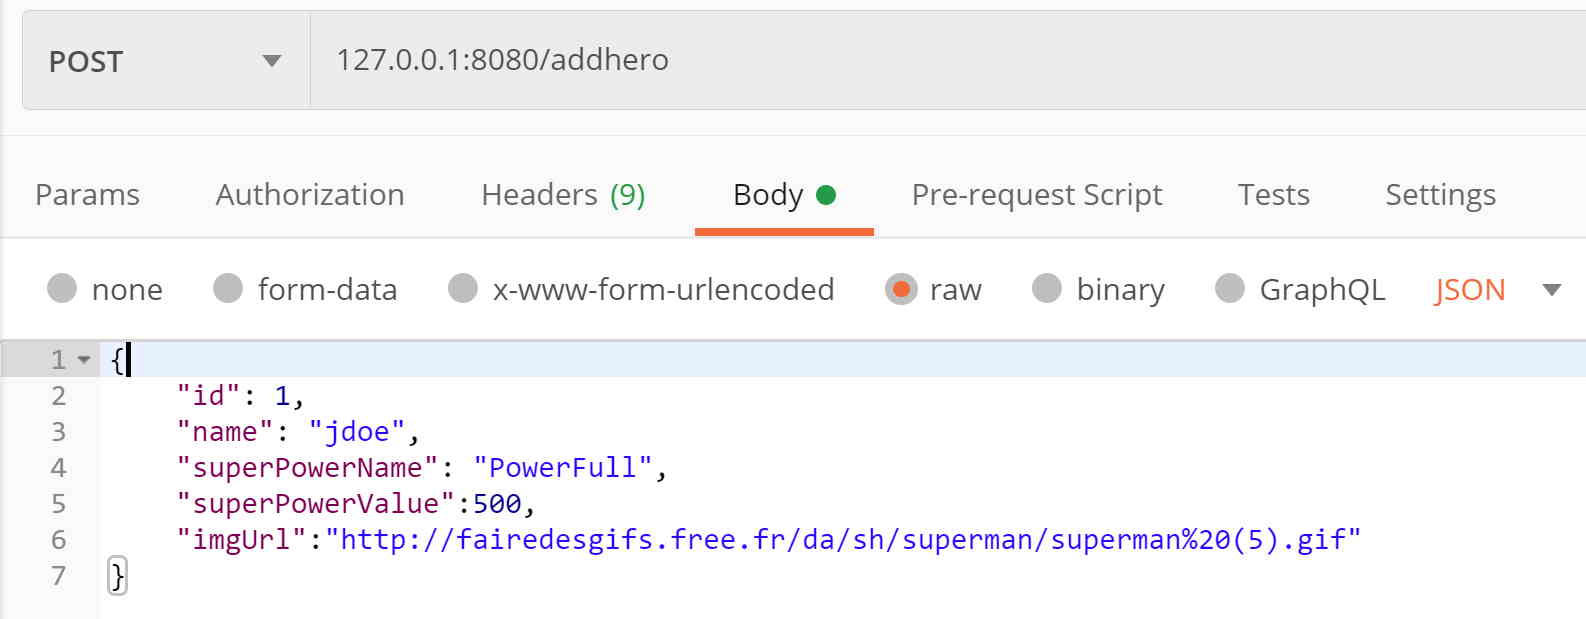 POST 127.0.0.1:8080/addhero
Params Authorization Headers (9) Body Pre-request Script Tests Settings
none form-data x-www-form-urlencoded raw binary GraphQL JSON
1 {
2 "id": 1,
3 "name": "jdoe",
4 "superPowerName": "PowerFull",
5 "superPowerValue":500,
6 "imgUrl":"http://fairedesgifs.free.fr/da/sh/superman/superman%20(5).gif"
7 }